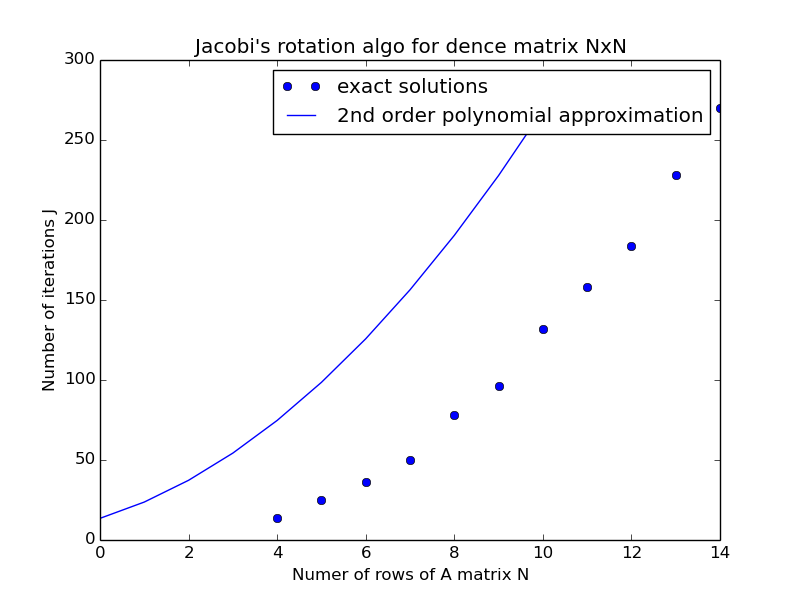 Jacobi's rotation algo for dence matrix NxN
exact solutions
2nd order polynomial approximation
300
250
200
150
100
50
0
Number of iterations J
0 2 4 6 8 10 12 14
Numer of rows of A matrix N